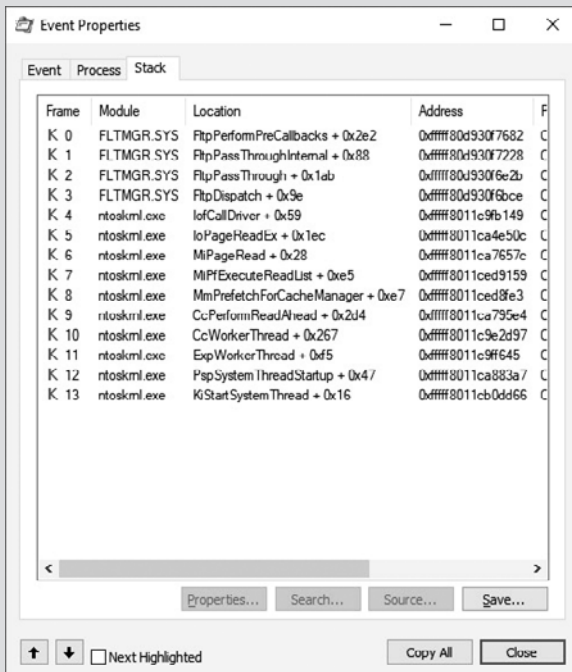 Event Properties
Event Process Stack
Frame Module Location Address F
K 0 FLTMGR.SYS FltpPerformPreCallbacks + 0x2e2 0xfffff80d930f7682 C
K 1 FLTMGR.SYS FltpPassThroughInternal + 0x88 0xfffff80d930f7228 C
K 2 FLTMGR.SYS FltpPassThrough + 0x1ab 0xfffff80d930f6e2b C
K 3 FLTMGR.SYS FltpDispatch + 0x9e 0xfffff80d930f6bce C
K 4 ntoskrnl.exe IofCallDriver + 0x59 0xfffff8011c9fb149 C
K 5 ntoskrnl.exe IoPageReadEx + 0x1ec 0xfffff8011ca4e50c C
K 6 ntoskrnl.exe MiPageRead + 0x28 0xfffff8011ca7657c C
K 7 ntoskrnl.exe MiPfExecuteReadList + 0xe5 0xfffff8011ced9159 C
K 8 ntoskrnl.exe MmPrefetchForCacheManager + 0xe7 0xfffff8011ced8fe3 C
K 9 ntoskrnl.exe CcPerformReadAhead + 0x2d4 0xfffff8011ca795e4 C
K 10 ntoskrnl.exe CcWorkerThread + 0x267 0xfffff8011c9e2d97 C
K 11 ntoskrnl.exe ExpWorkerThread + 0xf5 0xfffff8011c9ff645 C
K 12 ntoskrnl.exe PspSystemThreadStartup + 0x47 0xfffff8011ca883a7 C
K 13 ntoskrnl.exe KiStartSystemThread + 0x16 0xfffff8011cb0dd66 C
Properties... Search... Source... Save...
Next Highlighted Copy All Close